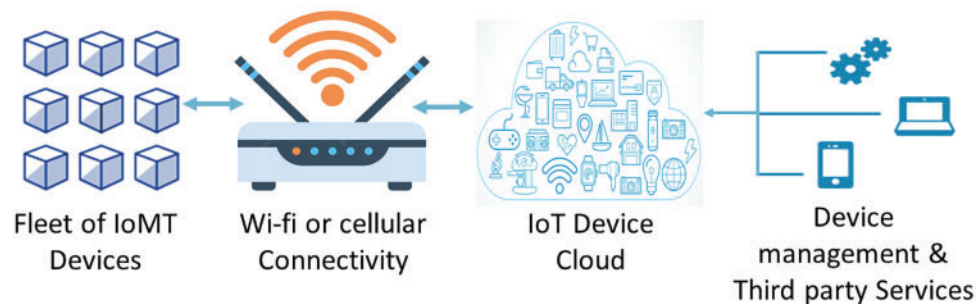 Fleet of IoMT
Devices
Wi-fi or cellular
Connectivity
IoT Device
Cloud
Device
management &
Third party Services